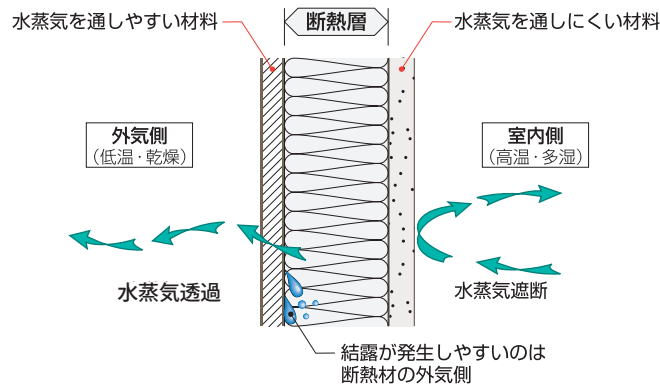 水蒸気を通しやすい材料
断熱層
水蒸気を通しにくい材料
外気側
（低温・乾燥）
室内側
（高温・多湿）
水蒸気透過
水蒸気遮断
結露が発生しやすいのは
断熱材の外気側